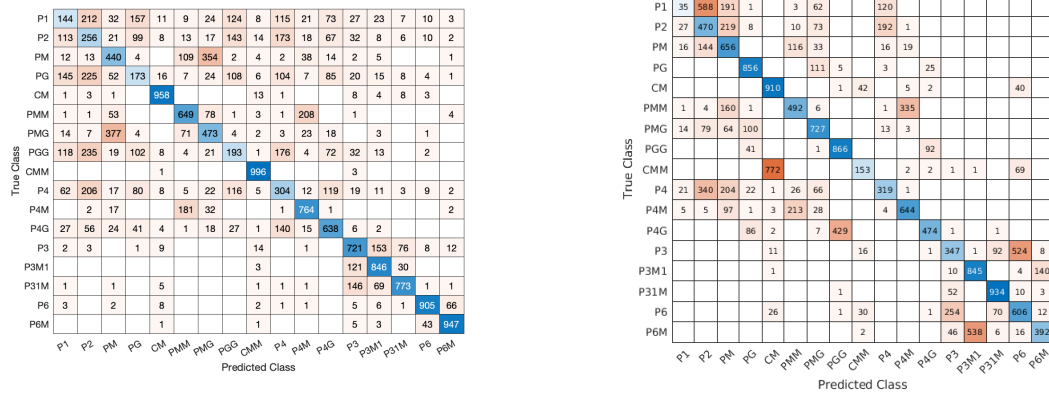 P1 144 212 32 157 11 9 24 124 8 115 21 73 27 23 7 10 3
P2 113 256 21 99 8 13 17 143 14 173 18 67 32 8 6 10 2
PM 12 13 440 4 109 354 2 4 2 38 14 2 5 1
PG 145 225 52 173 16 7 24 108 6 104 7 85 20 15 8 4 1
CM 1 3 1 958 13 1 8 4 8 3
PMM 1 1 53 649 78 1 3 1 208 1 4
PMG 14 7 377 4 71 473 4 2 3 23 18 3 1
PGG 118 235 19 102 8 4 21 193 1 176 4 72 32 13 2
CMM 1 996 3
P4 62 206 17 80 8 5 22 116 5 304 12 119 19 11 3 9 2
P4M 2 17 181 32 1 764 1 2
P4G 27 56 24 41 4 1 18 27 1 140 15 638 6 2
P3 2 3 1 9 14 1 721 153 76 8 12
P3M1 3 121 846 30
P31M 1 1 5 1 1 1 1 146 69 773 1
P6 3 2 8 2 1 1 5 6 1 905 66
P6M 1 1 5 3 43 947
P1 P2 PM PG CM PMM PMG PGG CMM P4 P4M P4G P3 P3M1 P31M P6 P6M
Predicted Class
True Class
P1 35 588 191 1 3 62 120
P2 27 470 219 8 15 67 192 1
PM 16 144 656 116 33 16 19
PG 856 111 5 3 25
CM 910 1 42 5 2 40
PMM 1 4 160 1 492 6 1 335
PMG 14 79 64 100 727 13 3
PGG 41 1 866 92
CMM 772 153 2 2 1 1 69
P4 21 340 204 22 1 26 66 319 1
P4M 5 5 97 1 3 213 28 4 644
P4G 86 2 7 429 474 1 1
P3 11 16 1 347 1 92 524 8
P3M1 1 10 845 4 140
P31M 1 52 934 10 3
P6 26 1 30 1 254 70 606 12
P6M 2 46 538 6 16 392
P1 P2 PM PG CM PMM PMG PGG CMM P4 P4M P4G P3 P3M1 P31M P6 P6M
Predicted Class
True Class